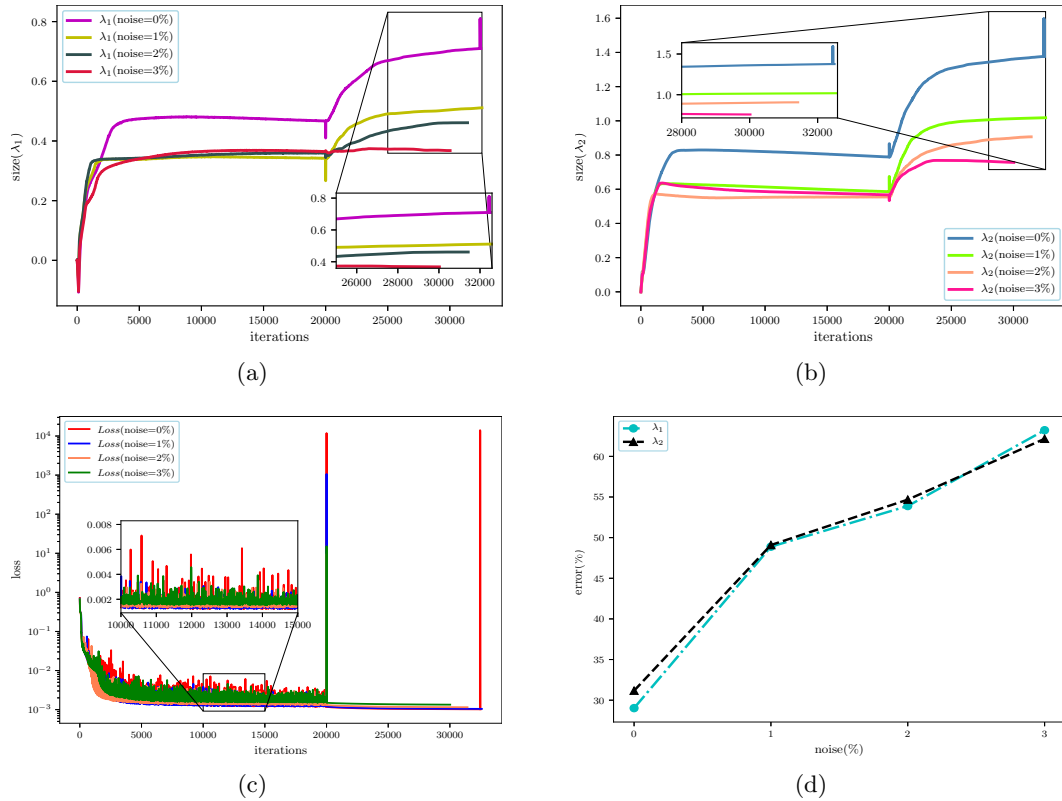 0.8
0.6
0.4
0.2
0.0
size(λ1)
λ1(noise=0%)
λ1(noise=1%)
λ1(noise=2%)
λ1(noise=3%)
0.8
0.6
0.4
26000 28000 30000 32000
0 5000 10000 15000 20000 25000 30000
iterations
(a)
1.6
1.4
1.2
1.0
0.8
0.6
0.4
0.2
0.0
size(λ2)
1.5
1.0
28000 30000 32000
λ2(noise=0%)
λ2(noise=1%)
λ2(noise=2%)
λ2(noise=3%)
0 5000 10000 15000 20000 25000 30000
iterations
(b)
10^4
10^3
10^2
10^1
10^0
10^-1
10^-2
10^-3
loss
Loss(noise=0%)
Loss(noise=1%)
Loss(noise=2%)
Loss(noise=3%)
0.008
0.006
0.004
0.002
10000 11000 12000 13000 14000 15000
0 5000 10000 15000 20000 25000 30000
iterations
(c)
60
55
50
45
40
35
30
error(%)
λ1
λ2
0 1 2 3
noise(%)
(d)